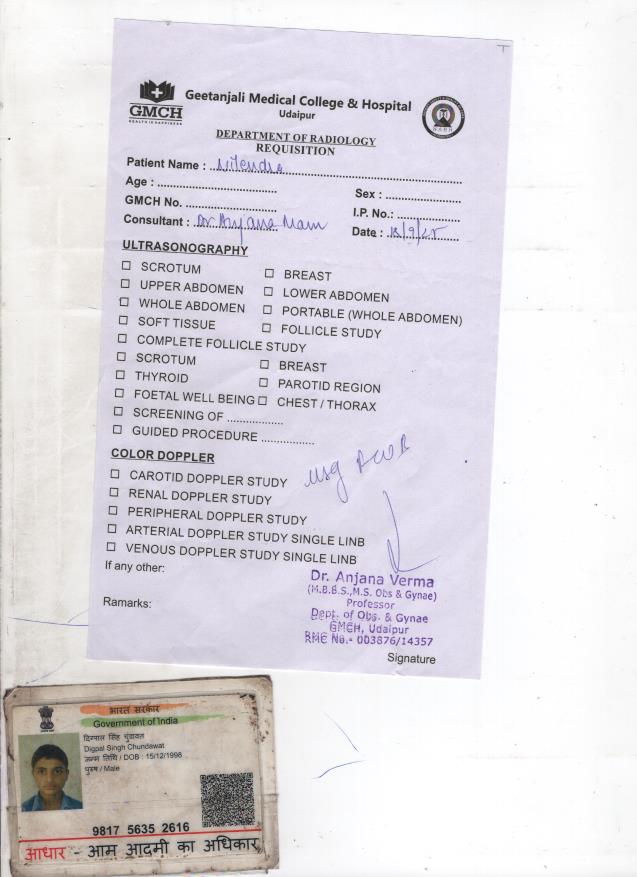 GMCH
HEALTH IS HAPPINESS
Geetanjali Medical College & Hospital
Udaipur
DEPARTMENT OF RADIOLOGY
REQUISITION
Patient Name :
Age : Sex :
GMCH No. I.P. No.:
Consultant : Dr. Anjana Mam Date : 18/9/25
ULTRASONOGRAPHY
SCROTUM BREAST
UPPER ABDOMEN LOWER ABDOMEN
WHOLE ABDOMEN PORTABLE (WHOLE ABDOMEN)
SOFT TISSUE FOLLICLE STUDY
COMPLETE FOLLICLE STUDY
SCROTUM BREAST
THYROID PAROTID REGION
FOETAL WELL BEING CHEST / THORAX
SCREENING OF
GUIDED PROCEDURE
COLOR DOPPLER
CAROTID DOPPLER STUDY
usg
RENAL DOPPLER STUDY
PERIPHERAL DOPPLER STUDY
ARTERIAL DOPPLER STUDY SINGLE LINB
VENOUS DOPPLER STUDY SINGLE LINB
If any other:
Dr. Anjana Verma
(M.B.B.S.,M.S. Obs & Gynae)
Professor
Ramarks:
Dept. of Obs. & Gynae
GMCH, Udaipur
RMC No.- 003876/14357
Signature
भारत सरकार
Government of India
दिग्पाल सिंह चुंडावत
Digpal Singh Chundawat
जन्म तिथि / DOB : 15/12/1998
पुरुष / Male
9817 5635 2616
आधार - आम आदमी का अधिकार